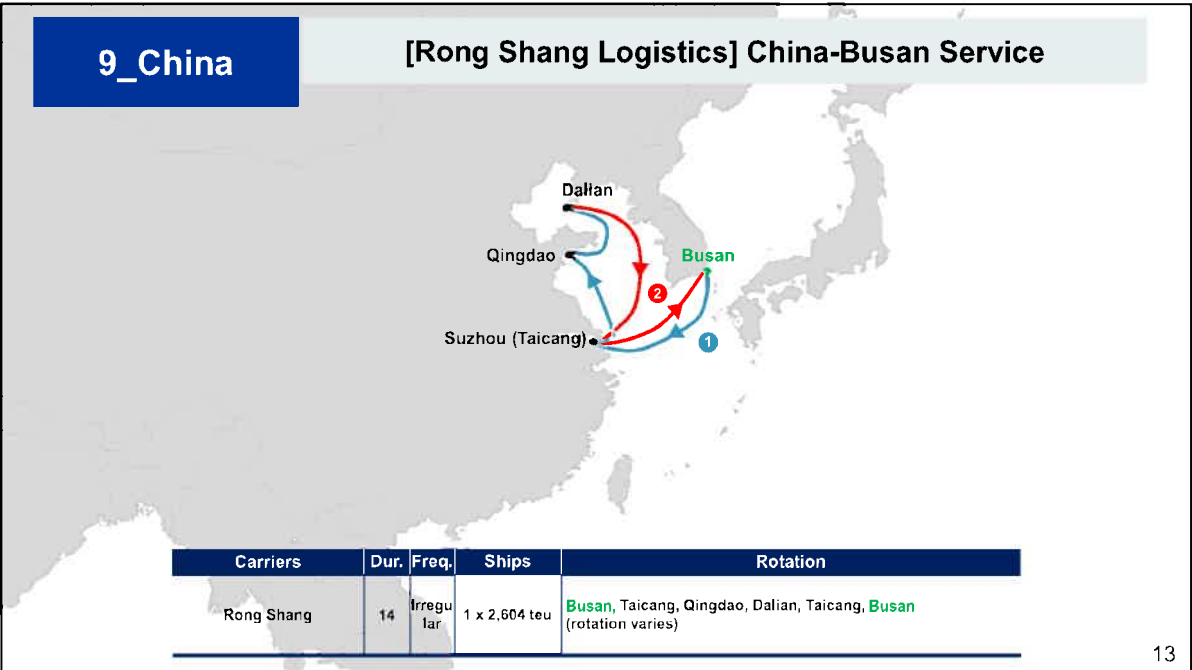 9_China
[Rong Shang Logistics] China-Busan Service
Dalian
Qingdao
Busan
2
Suzhou (Taicang)
1
Carriers Dur. Freq. Ships Rotation
Rong Shang 14 Irregu
lar 1 x 2,604 teu Busan, Taicang, Qingdao, Dalian, Taicang, Busan
(rotation varies)
13